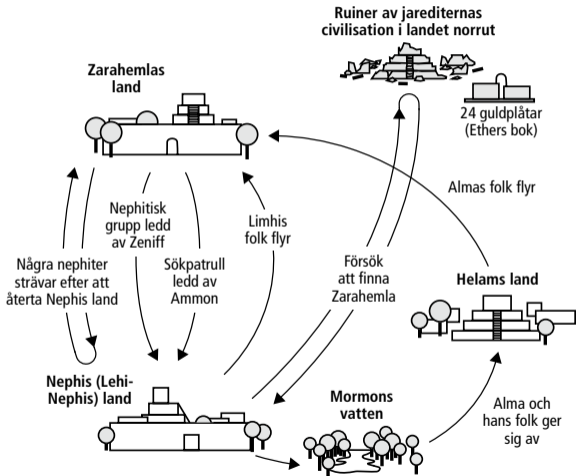 Ruiner av jarediternas
civilisation i landet norrut
Zarahemlas
land
24 guldplåtar
(Ethers bok)
Almas folk flyr
Nephitisk
grupp ledd
av Zeniff
Limhis
folk flyr
Några nephiter
strävar efter att
återta Nephis land
Sökpatrull
ledd av
Ammon
Försök
att finna
Zarahemla
Helams land
Nephis (Lehi-
Nephis) land
Mormons
vatten
Alma och
hans folk ger
sig av